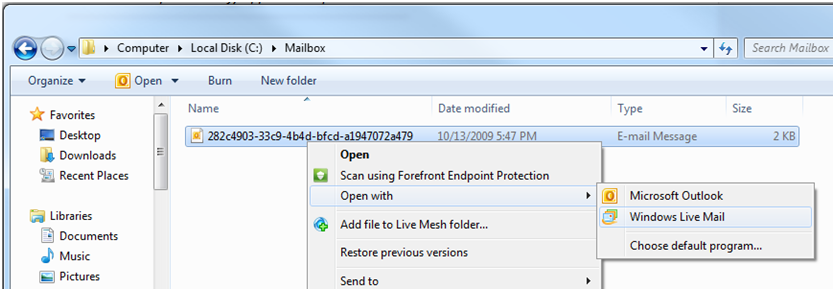 Computer Local Disk (C:) Mailbox Search Mailbox
Organize Open Burn New folder
Favorites
Desktop
Downloads
Recent Places
Libraries
Documents
Music
Pictures
Name Date modified Type Size
282c4903-33c9-4b4d-bfcd-a1947072a479 10/13/2009 5:47 PM E-mail Message 2 KB
Open
Scan using Forefront Endpoint Protection
Open with
Add file to Live Mesh folder...
Restore previous versions
Send to
Microsoft Outlook
Windows Live Mail
Choose default program...